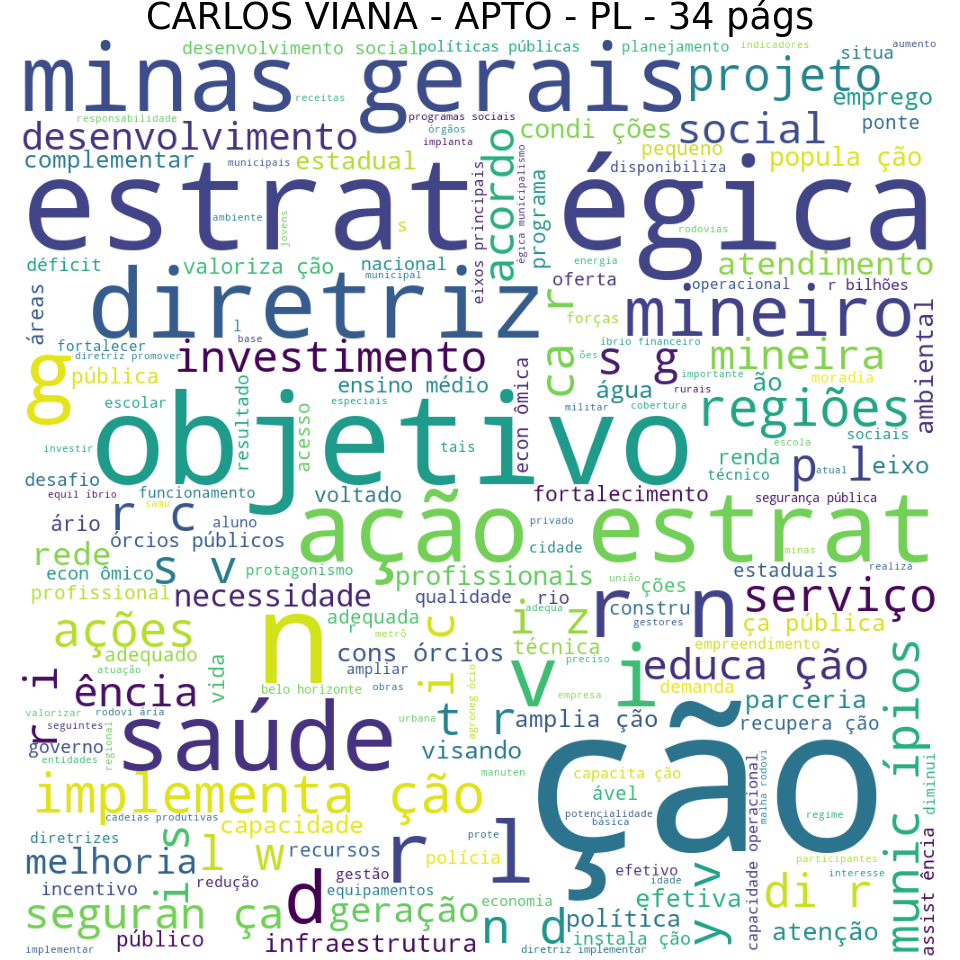 CARLOS VIANA - APTO - PL - 34 págs
desenvolvimento social
políticas públicas
planejamento
indicadores
aumento
situa
minas gerais
projeto
receitas
emprego
responsabilidade
programas sociais
órgãos
implanta
condi ções
social
ponte
desenvolvimento
acordo
pequeno
complementar
municipais
estadual
popula ção
disponibiliza
estrat égica
eixos principais
égica municipalismo
programa
ambiente
jovens
s
rodovias
déficit
valoriza ção
nacional
municipal
energia
atendimento
áreas
diretriz
oferta
operacional
r bilhões
mineiro
l
base
r
forças
ambiental
fortalecer
diretriz promover
investimento
íbrio financeiro
ões
s g
mineira
g
pública
ensino médio
econ ômica
ca
água
importante
ão
moradia
rurais
escolar
resultado
acesso
especiais
objetivo
militar
cobertura
regiões
sociais
investir
tais
escola
renda
técnico
p l
atual
eixo
desafio
equil íbrio
funcionamento
samu
voltado
fortalecimento
segurança pública
ário
r c
aluno
ação estrat
privado
órcios públicos
cidade
minas
rede
econ ômico
s v
protagonismo
profissionais
união
ções
estaduais
realiza
profissional
necessidade
qualidade
rio
adequa
constru
gestores
r n
serviço
ações
n
adequada
r
metrô
i c
i z
ça pública
adequado
atuação
cons órcios
técnica
preciso
empreendimento
r i
ência
vida
ampliar
belo horizonte
obras
agroneg ócio
v i
educa ção
empresa
demanda
parceria
munic ípios
valorizar
rodovi ária
seguintes
saúde
urbana
t r
amplia ção
recupera ção
governo
entidades
regional
visando
ção
diminui
implementa ção
manuten
capacita ção
ável
capacidade operacional
malha rodovi
cadeias produtivas
capacidade
potencialidade
básica
regime
diretrizes
i s
l w
recursos
r l
prote
melhoria
polícia
participantes
interesse
incentivo
redução
gestão
equipamentos
efetivo
idade
efetiva
y v
di r
assist ência
seguran ça
d
geração
economia
n d
política
atenção
público
infraestrutura
instala ção
implementar
diretriz implementar